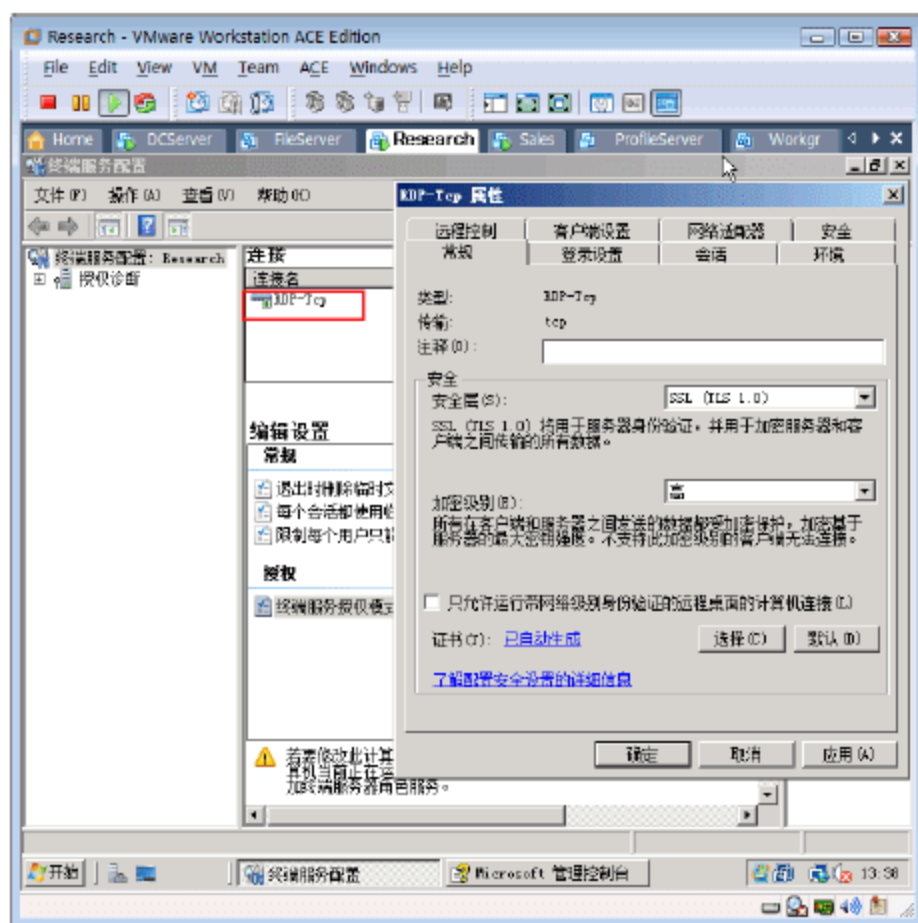 Research - VMware Workstation ACE Edition
File Edit View VM Team ACE Windows Help
Home DCServer FileServer Research Sales ProfileServer Workgr
终端服务配置
文件(F) 操作(A) 查看(V) 帮助(H)
终端服务配置: Research
授权诊断
连接
连接名
RDP-Tcp
编辑设置
常规
退出时删除临时文
每个会话都使用临
限制每个用户只能
授权
终端服务授权模式
若要修改此计算
算机当前正在运
加终端服务器角色服务。
RDP-Tcp 属性
远程控制 客户端设置 网络适配器 安全
常规 登录设置 会话 环境
类型: RDP-Tcp
传输: tcp
注释(O):
安全
安全层(S): SSL (TLS 1.0)
SSL (TLS 1.0) 将用于服务器身份验证，并用于加密服务器和客
户端之间传输的所有数据。
加密级别(E): 高
所有在客户端和服务器之间发送的数据都受加密保护，加密基于
服务器的最大密钥强度。不支持此加密级别的客户端无法连接。
只允许运行带网络级别身份验证的远程桌面的计算机连接(L)
证书(T): 已自动生成 选择(C) 默认(D)
了解配置安全设置的详细信息
确定 取消 应用(A)
开始 终端服务配置 Microsoft 管理控制台 13:38